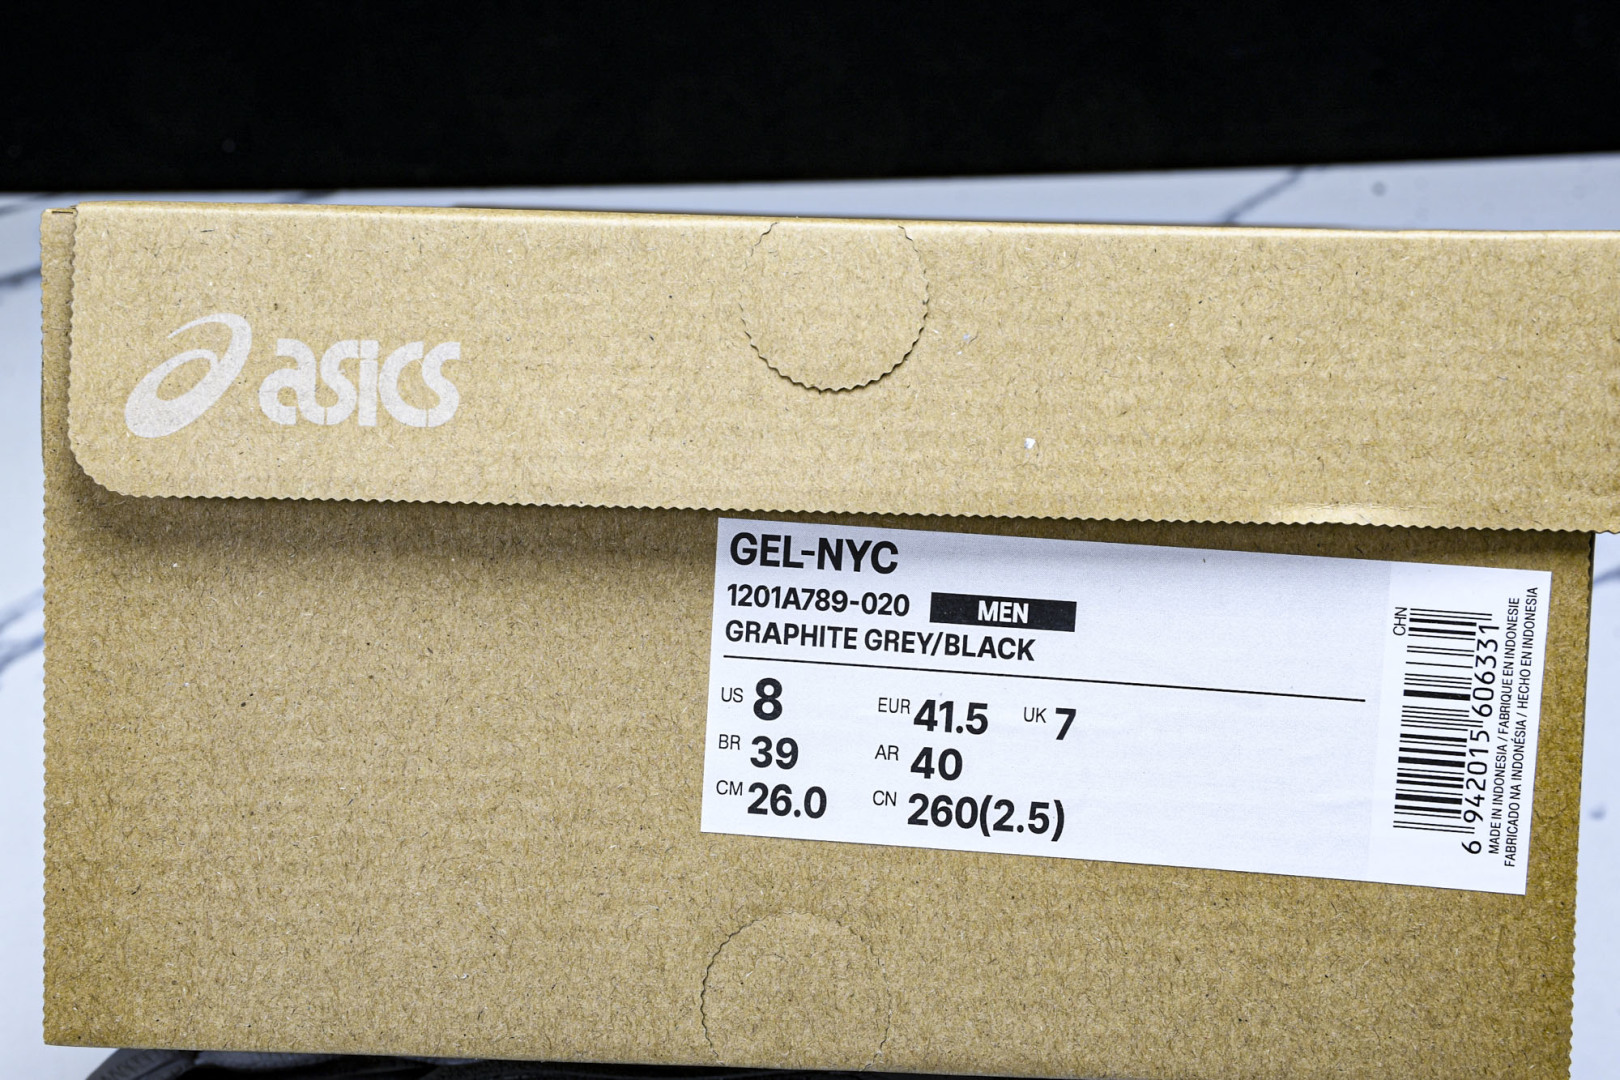 asics
GEL-NYC
1201A789-020 MEN
GRAPHITE GREY/BLACK
US 8 EUR 41.5 UK 7
BR 39 AR 40
CM 26.0 CN 260(2.5)
CHN
6 942015 606331
MADE IN INDONESIA / FABRIQUE EN INDONESIE
FABRICADO NA INDONÉSIA / HECHO EN INDONESIA